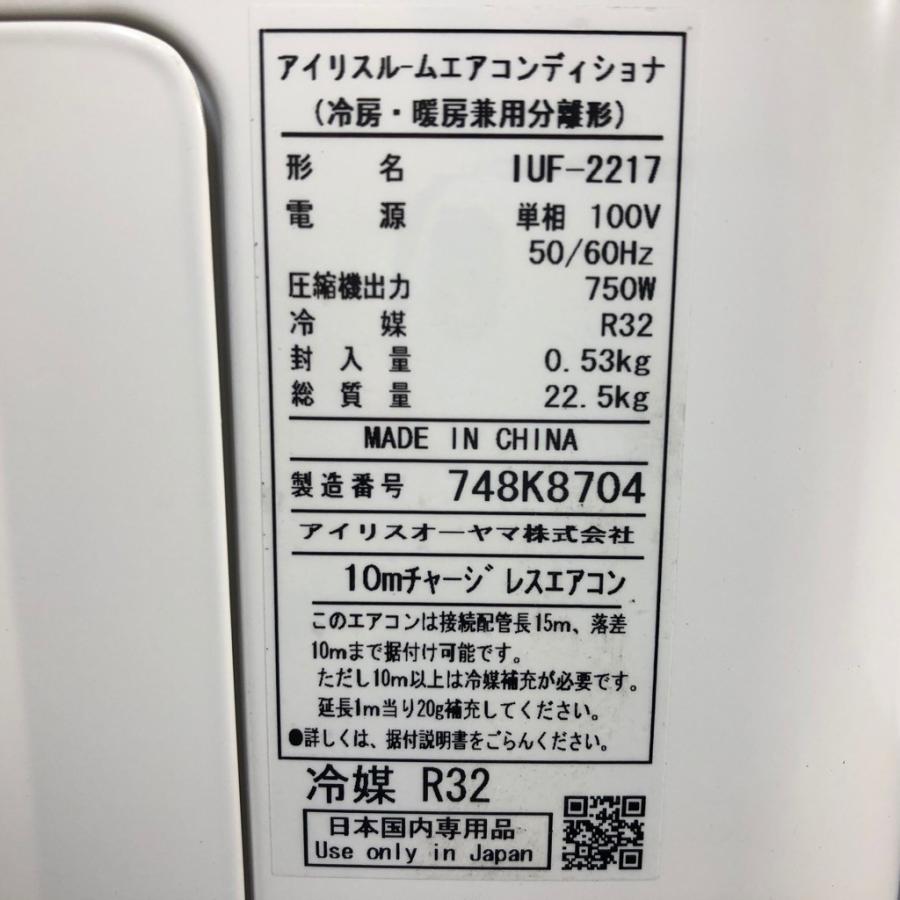 アイリスルームエアコンディショナ
（冷房・暖房兼用分離形）
形名 IUF-2217
電源 単相 100V
50/60Hz
圧縮機出力 750W
冷媒 R32
封入量 0.53kg
総質量 22.5kg
MADE IN CHINA
製造番号 748K8704
アイリスオーヤマ株式会社
10mチャージレスエアコン
このエアコンは接続配管長15m、落差
10mまで据付け可能です。
ただし10m以上は冷媒補充が必要です。
延長1m当り20g補充してください。
●詳しくは、据付説明書をごらんください。
冷媒 R32
日本国内専用品
Use only in Japan